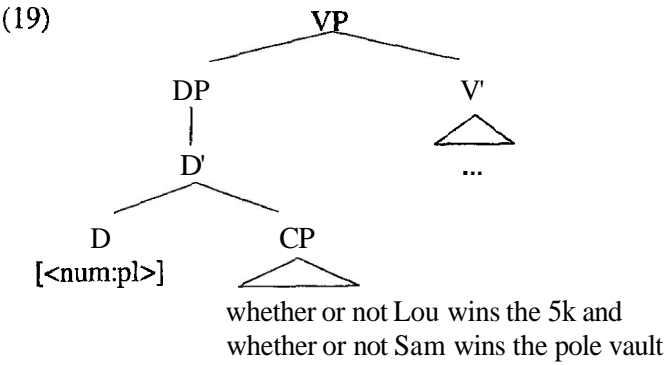 (19)
VP
DP V'
D' ...
D CP
[<num:pl>]
whether or not Lou wins the 5k and
whether or not Sam wins the pole vault